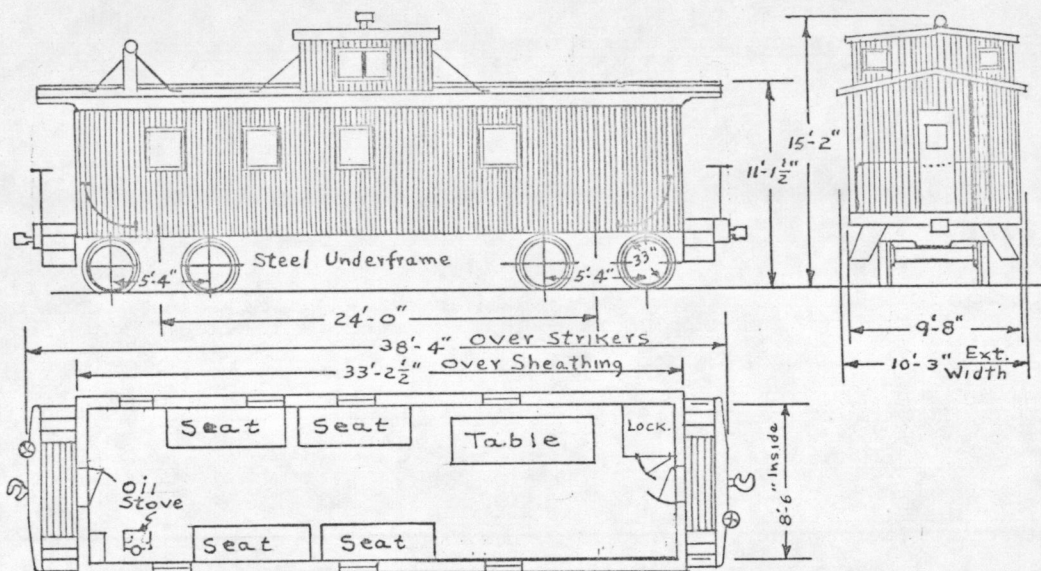 15'-2"
11'-1½"
Steel Underframe
5'-4"
5'-4"
33"
24'-0"
38'-4" over strikers
33'-2½" over Sheathing
9'-8"
10'-3" Ext. Width
Seat
Seat
Table
Lock.
8'-6" Inside
Oil
Stove
Seat
Seat